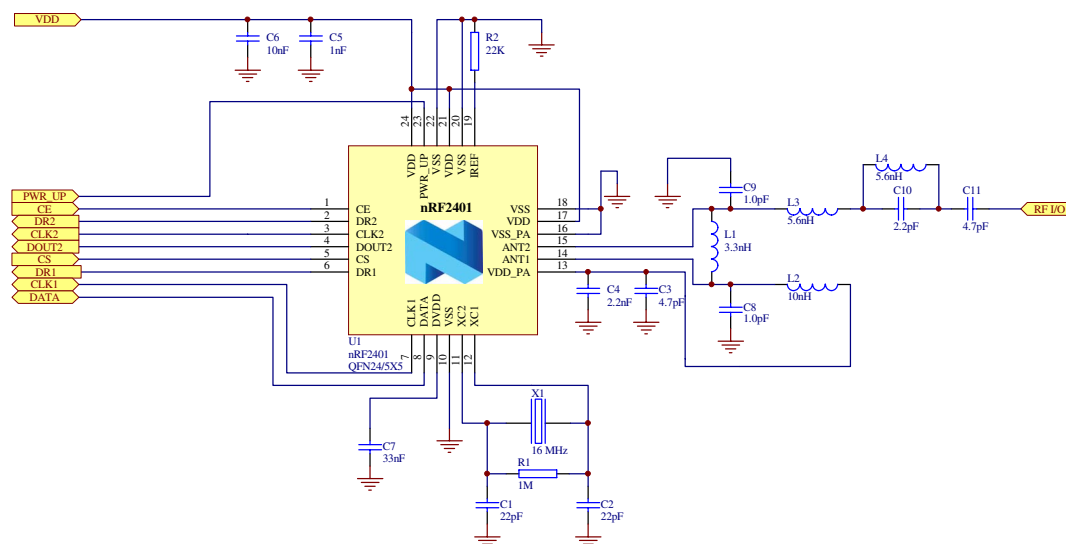 VDD
C6
10nF
C5
1nF
R2
22K
24
23
22
21
20
19
VDD
PWR_UP
VSS
VDD
VSS
IREF
nRF2401
PWR_UP
CE
DR2
CLK2
DOUT2
CS
DR1
CLK1
DATA
1
2
3
4
5
6
CE
DR2
CLK2
DOUT2
CS
DR1
VSS
VDD
VSS_PA
ANT2
ANT1
VDD_PA
18
17
16
15
14
13
CLK1
DATA
DVDD
VSS
XC2
XC1
U1
nRF2401
QFN24/5X5
7
8
9
10
11
12
C4
2.2nF
C3
4.7pF
C9
1.0pF
L1
3.3nH
C8
1.0pF
L3
5.6nH
L2
10nH
L4
5.6nH
C10
2.2pF
C11
4.7pF
RF I/O
C7
33nF
X1
16 MHz
R1
1M
C1
22pF
C2
22pF